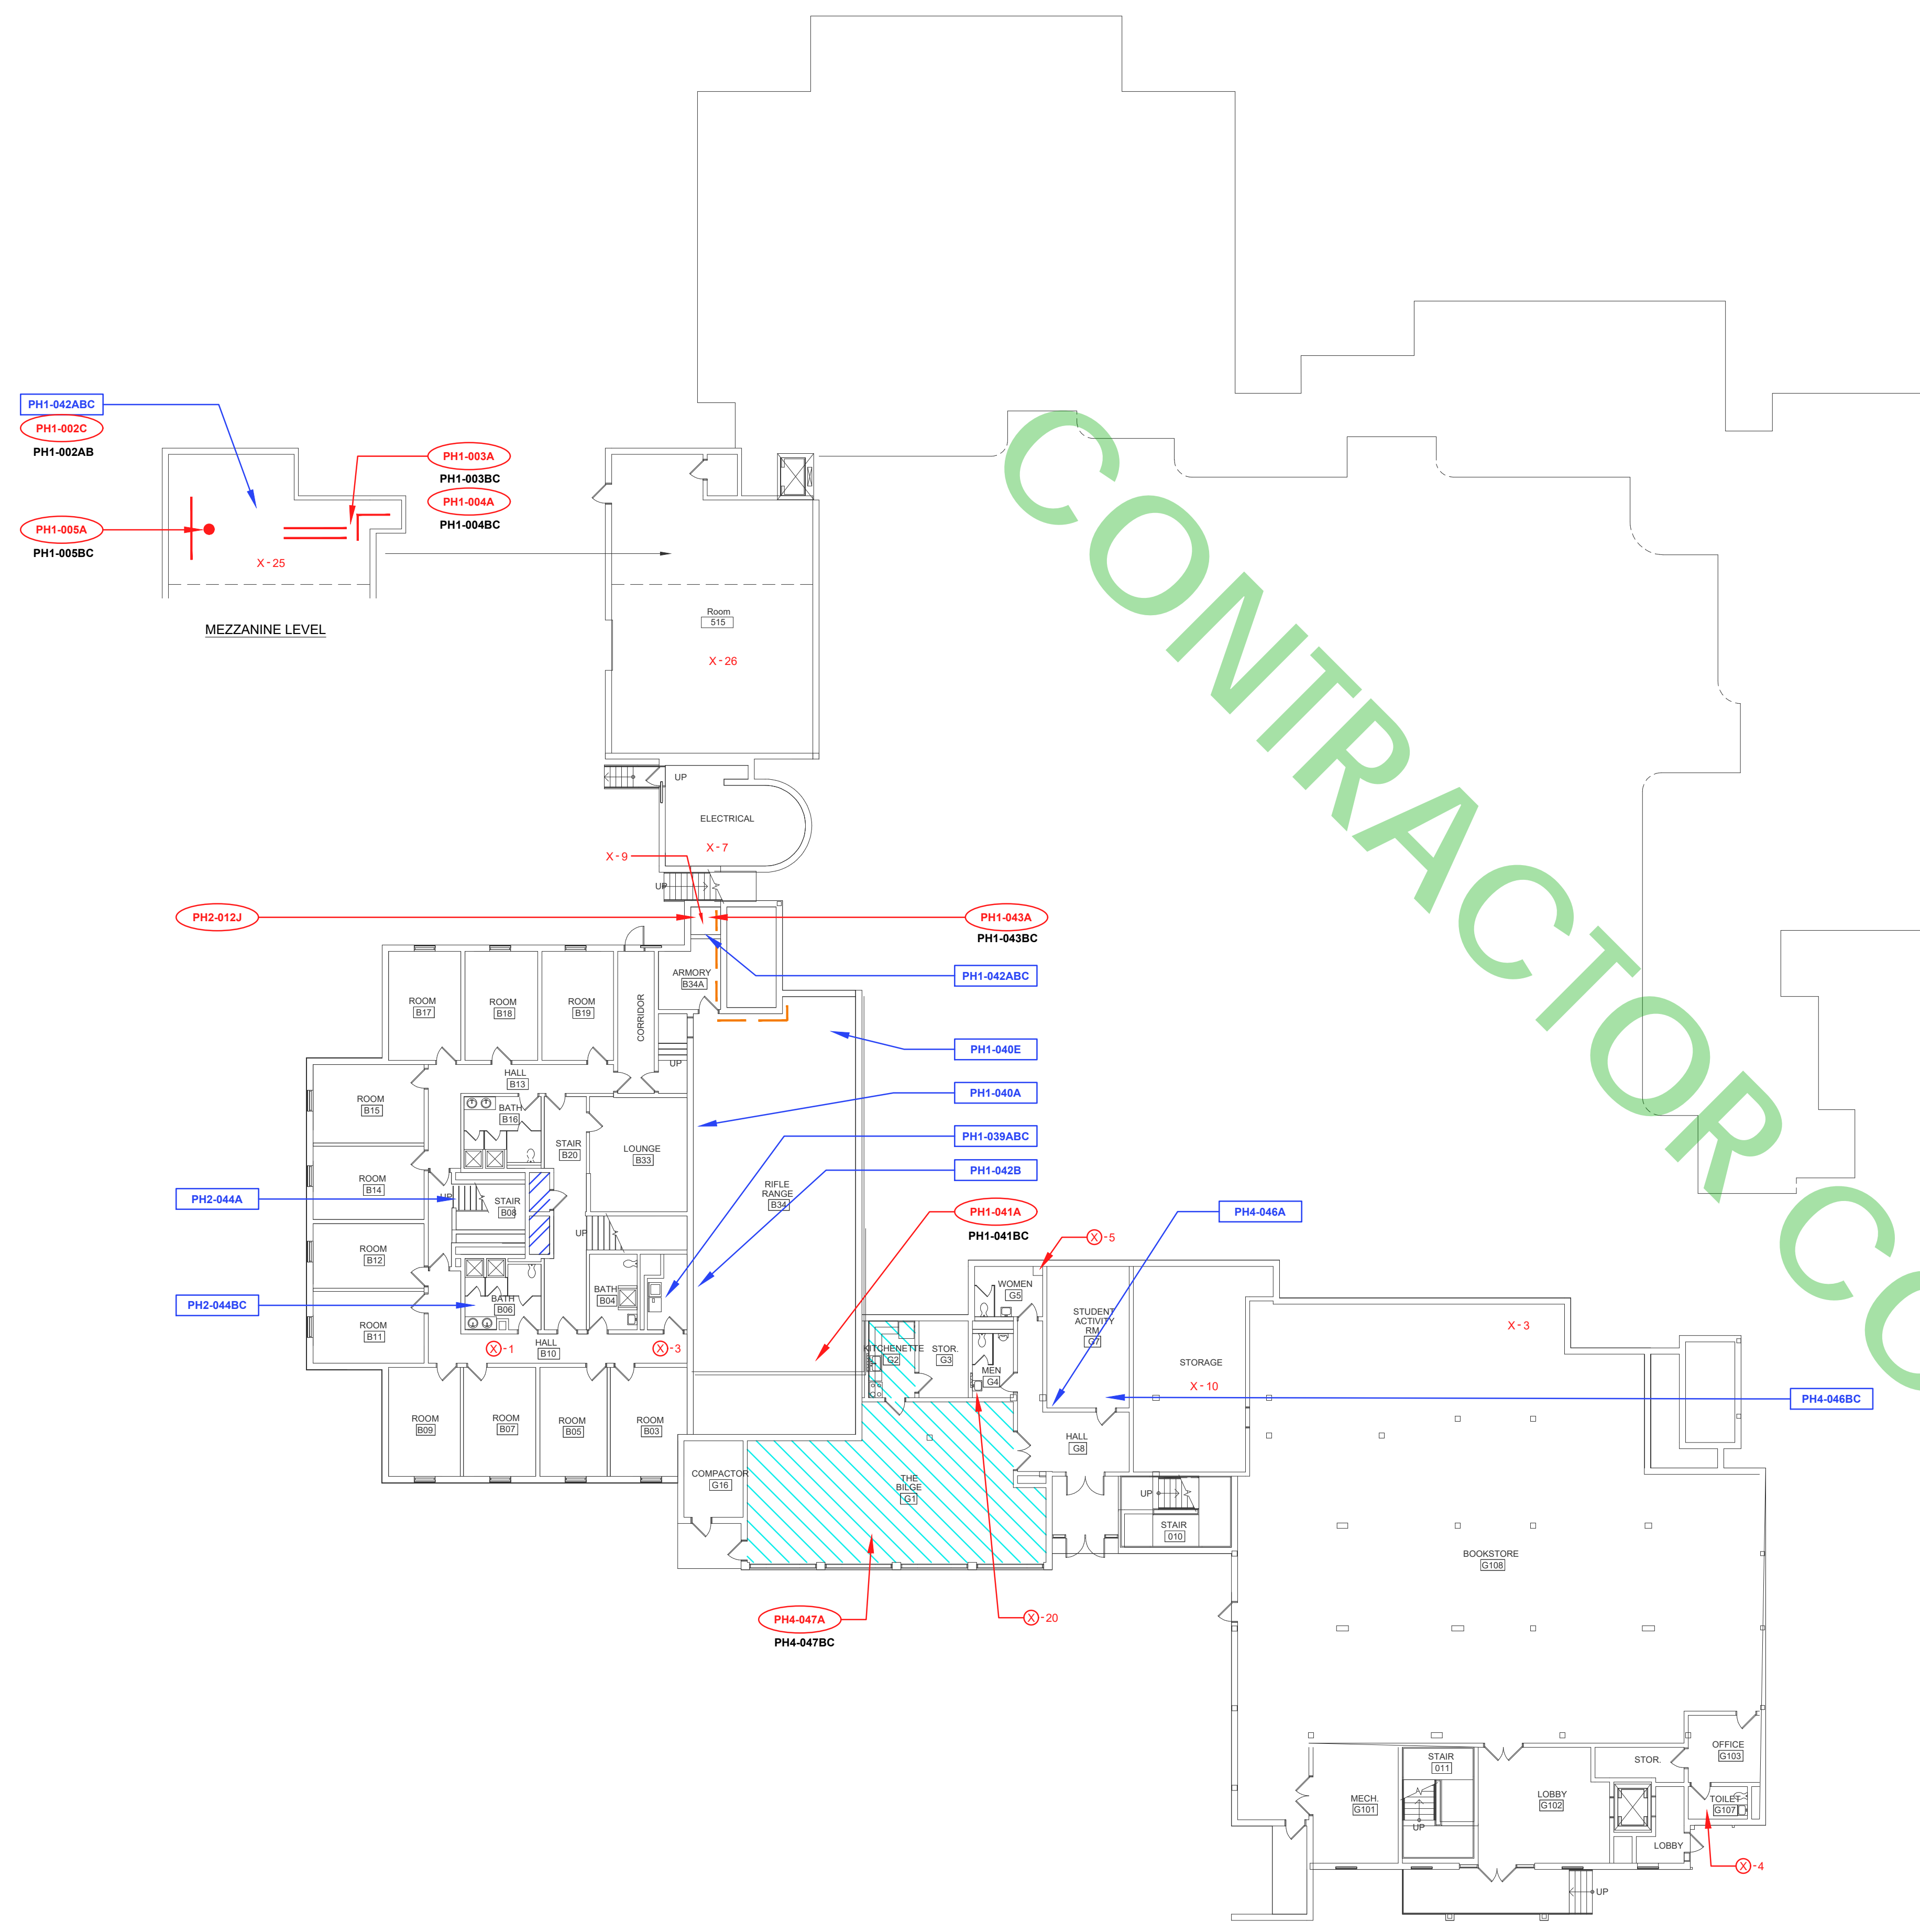 CONTRACTOR CO
PH1-042ABC
PH1-002C
PH1-002AB
PH1-003A
PH1-003BC
PH1-004A
PH1-004BC
PH1-005A
PH1-005BC
X - 25
MEZZANINE LEVEL
Room
515
X - 26
UP
ELECTRICAL
X - 7
X - 9
UP
PH2-012J
PH1-043A
PH1-043BC
ARMORY
B34A
PH1-042ABC
ROOM
B17
ROOM
B18
ROOM
B19
CORRIDOR
UP
PH1-040E
HALL
B13
PH1-040A
ROOM
B15
BATH
B16
STAIR
B20
LOUNGE
B33
PH1-039ABC
PH1-042B
ROOM
B14
RIFLE
RANGE
B34
PH2-044A
UP
STAIR
B08
UP
PH1-041A
PH1-041BC
PH4-046A
X - 5
ROOM
B12
PH2-044BC
BATH
B06
BATH
B04
WOMEN
G5
ROOM
B11
STUDENT
ACTIVITY
RM
G7
X - 3
X - 1
HALL
B10
X - 3
KITCHENETTE
G2
STOR.
G3
MEN
G4
STORAGE
X - 10
PH4-046BC
ROOM
B09
ROOM
B07
ROOM
B05
ROOM
B03
HALL
G8
COMPACTOR
G16
THE
BILGE
G1
UP
STAIR
010
BOOKSTORE
G108
PH4-047A
PH4-047BC
X - 20
STAIR
011
STOR.
OFFICE
G103
MECH.
G101
LOBBY
G102
TOILET
G107
UP
LOBBY
X - 4
UP